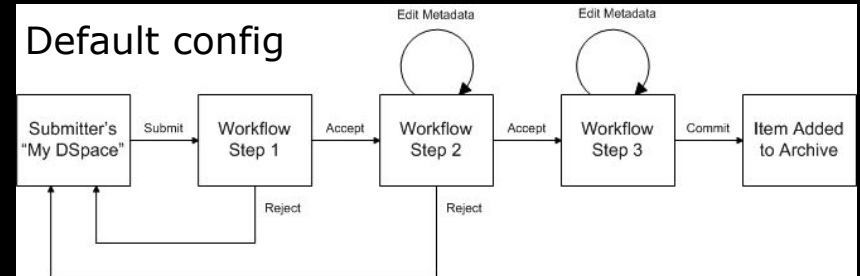 Edit Metadata
Edit Metadata
Default config
Submitter's
"My DSpace"
Submit
Workflow
Step 1
Accept
Workflow
Step 2
Accept
Workflow
Step 3
Commit
Item Added
to Archive
Reject
Reject